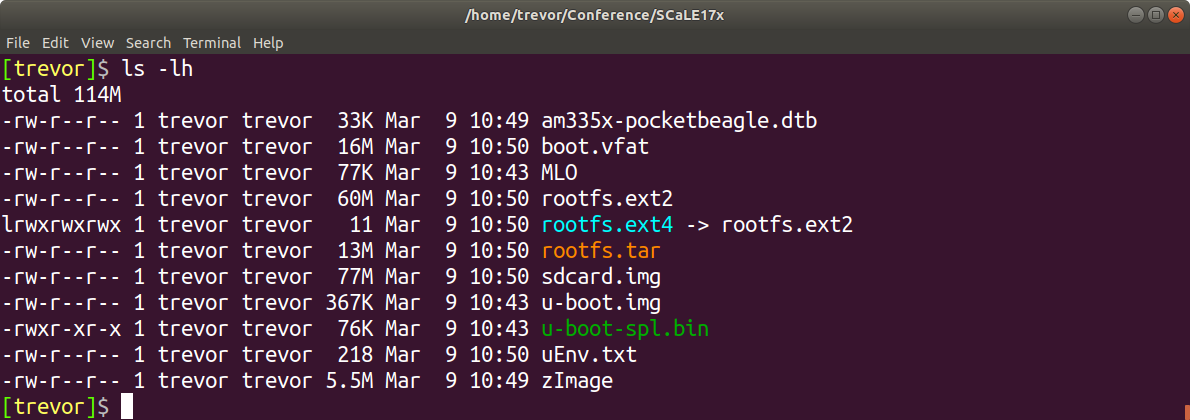 /home/trevor/Conference/SCaLE17x
File Edit View Search Terminal Help
[trevor]$ ls -lh
total 114M
-rw-r--r-- 1 trevor trevor  33K Mar  9 10:49 am335x-pocketbeagle.dtb
-rw-r--r-- 1 trevor trevor  16M Mar  9 10:50 boot.vfat
-rw-r--r-- 1 trevor trevor  77K Mar  9 10:43 MLO
-rw-r--r-- 1 trevor trevor  60M Mar  9 10:50 rootfs.ext2
lrwxrwxrwx 1 trevor trevor   11 Mar  9 10:50 rootfs.ext4 -> rootfs.ext2
-rw-r--r-- 1 trevor trevor  13M Mar  9 10:50 rootfs.tar
-rw-r--r-- 1 trevor trevor  77M Mar  9 10:50 sdcard.img
-rw-r--r-- 1 trevor trevor 367K Mar  9 10:43 u-boot.img
-rwxr-xr-x 1 trevor trevor  76K Mar  9 10:43 u-boot-spl.bin
-rw-r--r-- 1 trevor trevor  218 Mar  9 10:50 uEnv.txt
-rw-r--r-- 1 trevor trevor 5.5M Mar  9 10:49 zImage
[trevor]$